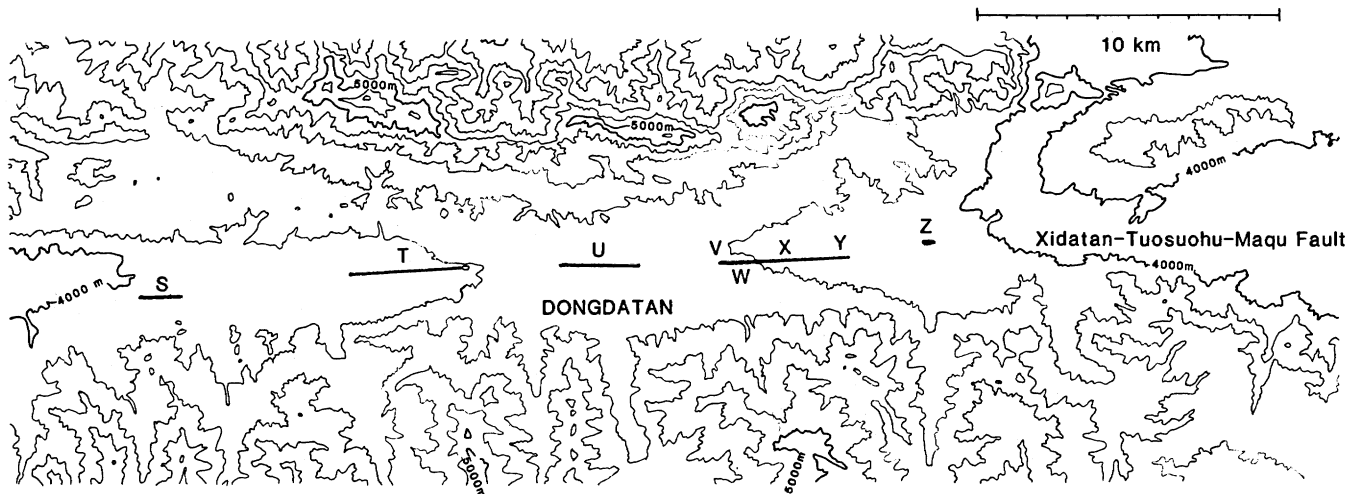 10 km
5000m
5000m
4000m
Z
T
U
V
X
Y
Xidatan-Tuosuohu-Maqu Fault
W
4000m
4000 m
S
DONGDATAN
5000m
5000m